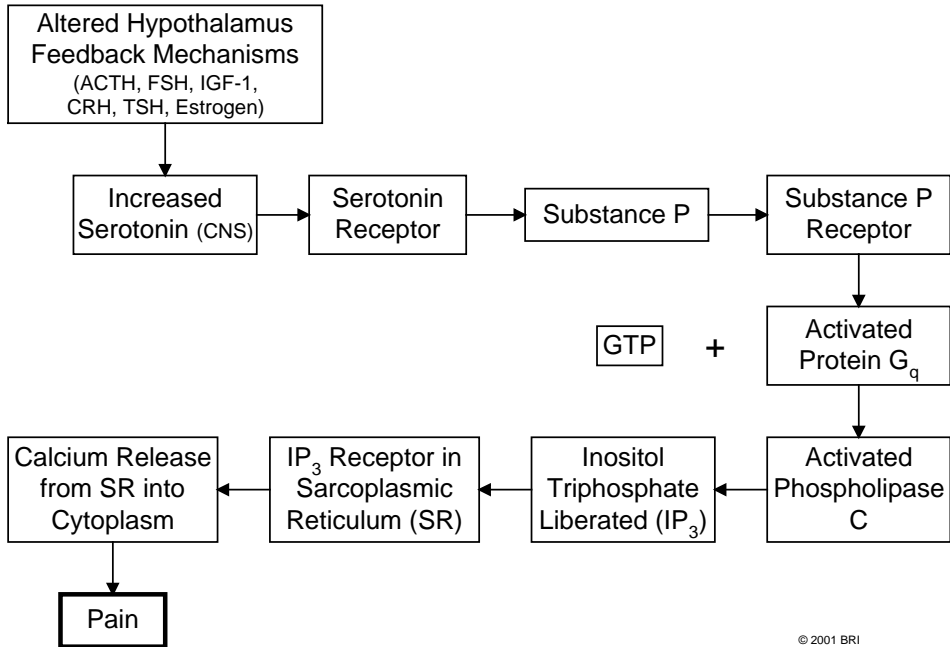 Altered Hypothalamus
Feedback Mechanisms
(ACTH, FSH, IGF-1,
CRH, TSH, Estrogen)
Increased
Serotonin (CNS)
Serotonin
Receptor
Substance P
Substance P
Receptor
GTP
+
Activated
Protein Gq
Calcium Release
from SR into
Cytoplasm
IP3 Receptor in
Sarcoplasmic
Reticulum (SR)
Inositol
Triphosphate
Liberated (IP3)
Activated
Phospholipase
C
Pain
© 2001 BRI